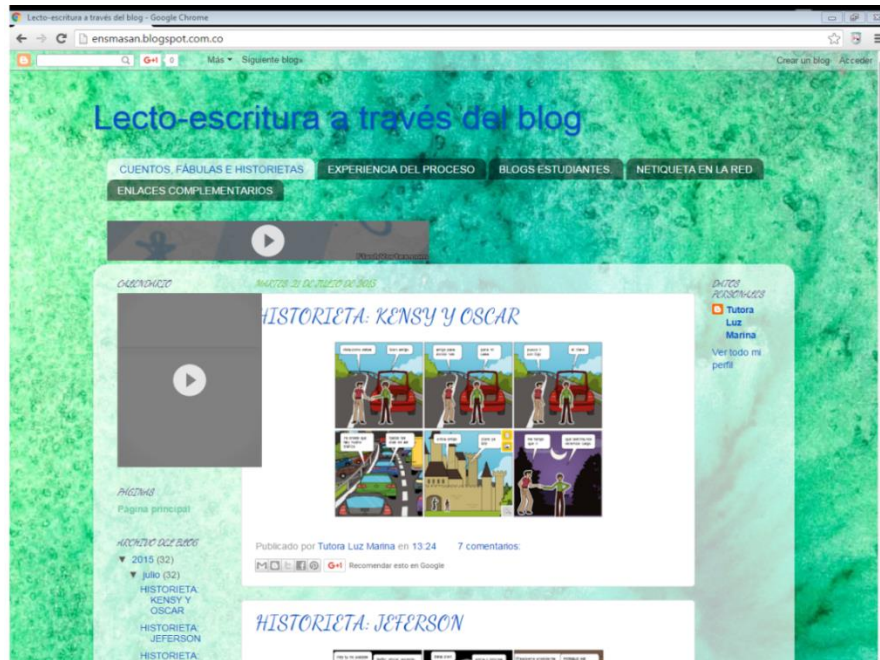 Lecto-escritura a través del blog - Google Chrome
ensmasan.blogspot.com.co
G+1 0 Más Siguiente blog» Crear un blog Acceder
Lecto-escritura a través del blog
CUENTOS, FÁBULAS E HISTORIETAS EXPERIENCIA DEL PROCESO BLOGS ESTUDIANTES NETIQUETA EN LA RED
ENLACES COMPLEMENTARIOS
CALENDARIO
MARTES, 21 DE JULIO DE 2015
DATOS
PERSONALES
HISTORIETA: KENSY Y OSCAR
Tutora
Luz
Marina
Ver todo mi
perfil
PÁGINAS
Página principal
ARCHIVO DEL BLOG
▼ 2015 (32)
▼ julio (32)
HISTORIETA:
KENSY Y
OSCAR
HISTORIETA:
JEFERSON
HISTORIETA:
Publicado por Tutora Luz Marina en 13:24 7 comentarios:
G+1 Recomendar esto en Google
HISTORIETA: JEFERSON